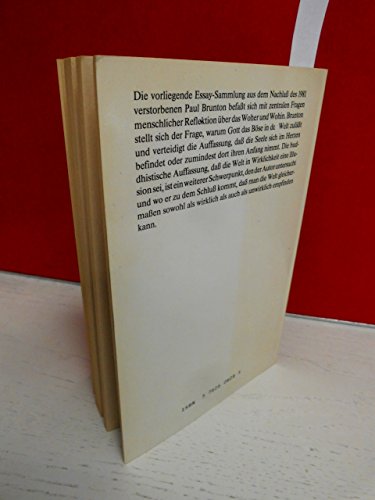 Die vorliegende Essay-Sammlung aus dem Nachlaß des 1981
verstorbenen Paul Brunton befaßt sich mit zentralen Fragen
menschlicher Reflektion über das Woher und Wohin. Brunton
stellt sich der Frage, warum Gott das Böse in de Welt zuläßt
und verteidigt die Auffassung, daß die Seele sich im Herzen
befindet oder zumindest dort ihren Anfang nimmt. Die bud-
dhistische Auffassung, daß die Welt in Wirklichkeit eine Illu-
sion sei, ist ein weiterer Schwerpunkt, den der Autor untersucht
und wo er zu dem Schluß kommt, daß man die Welt gleicher-
maßen sowohl als wirklich als auch als unwirklich empfinden
kann.
ISBN